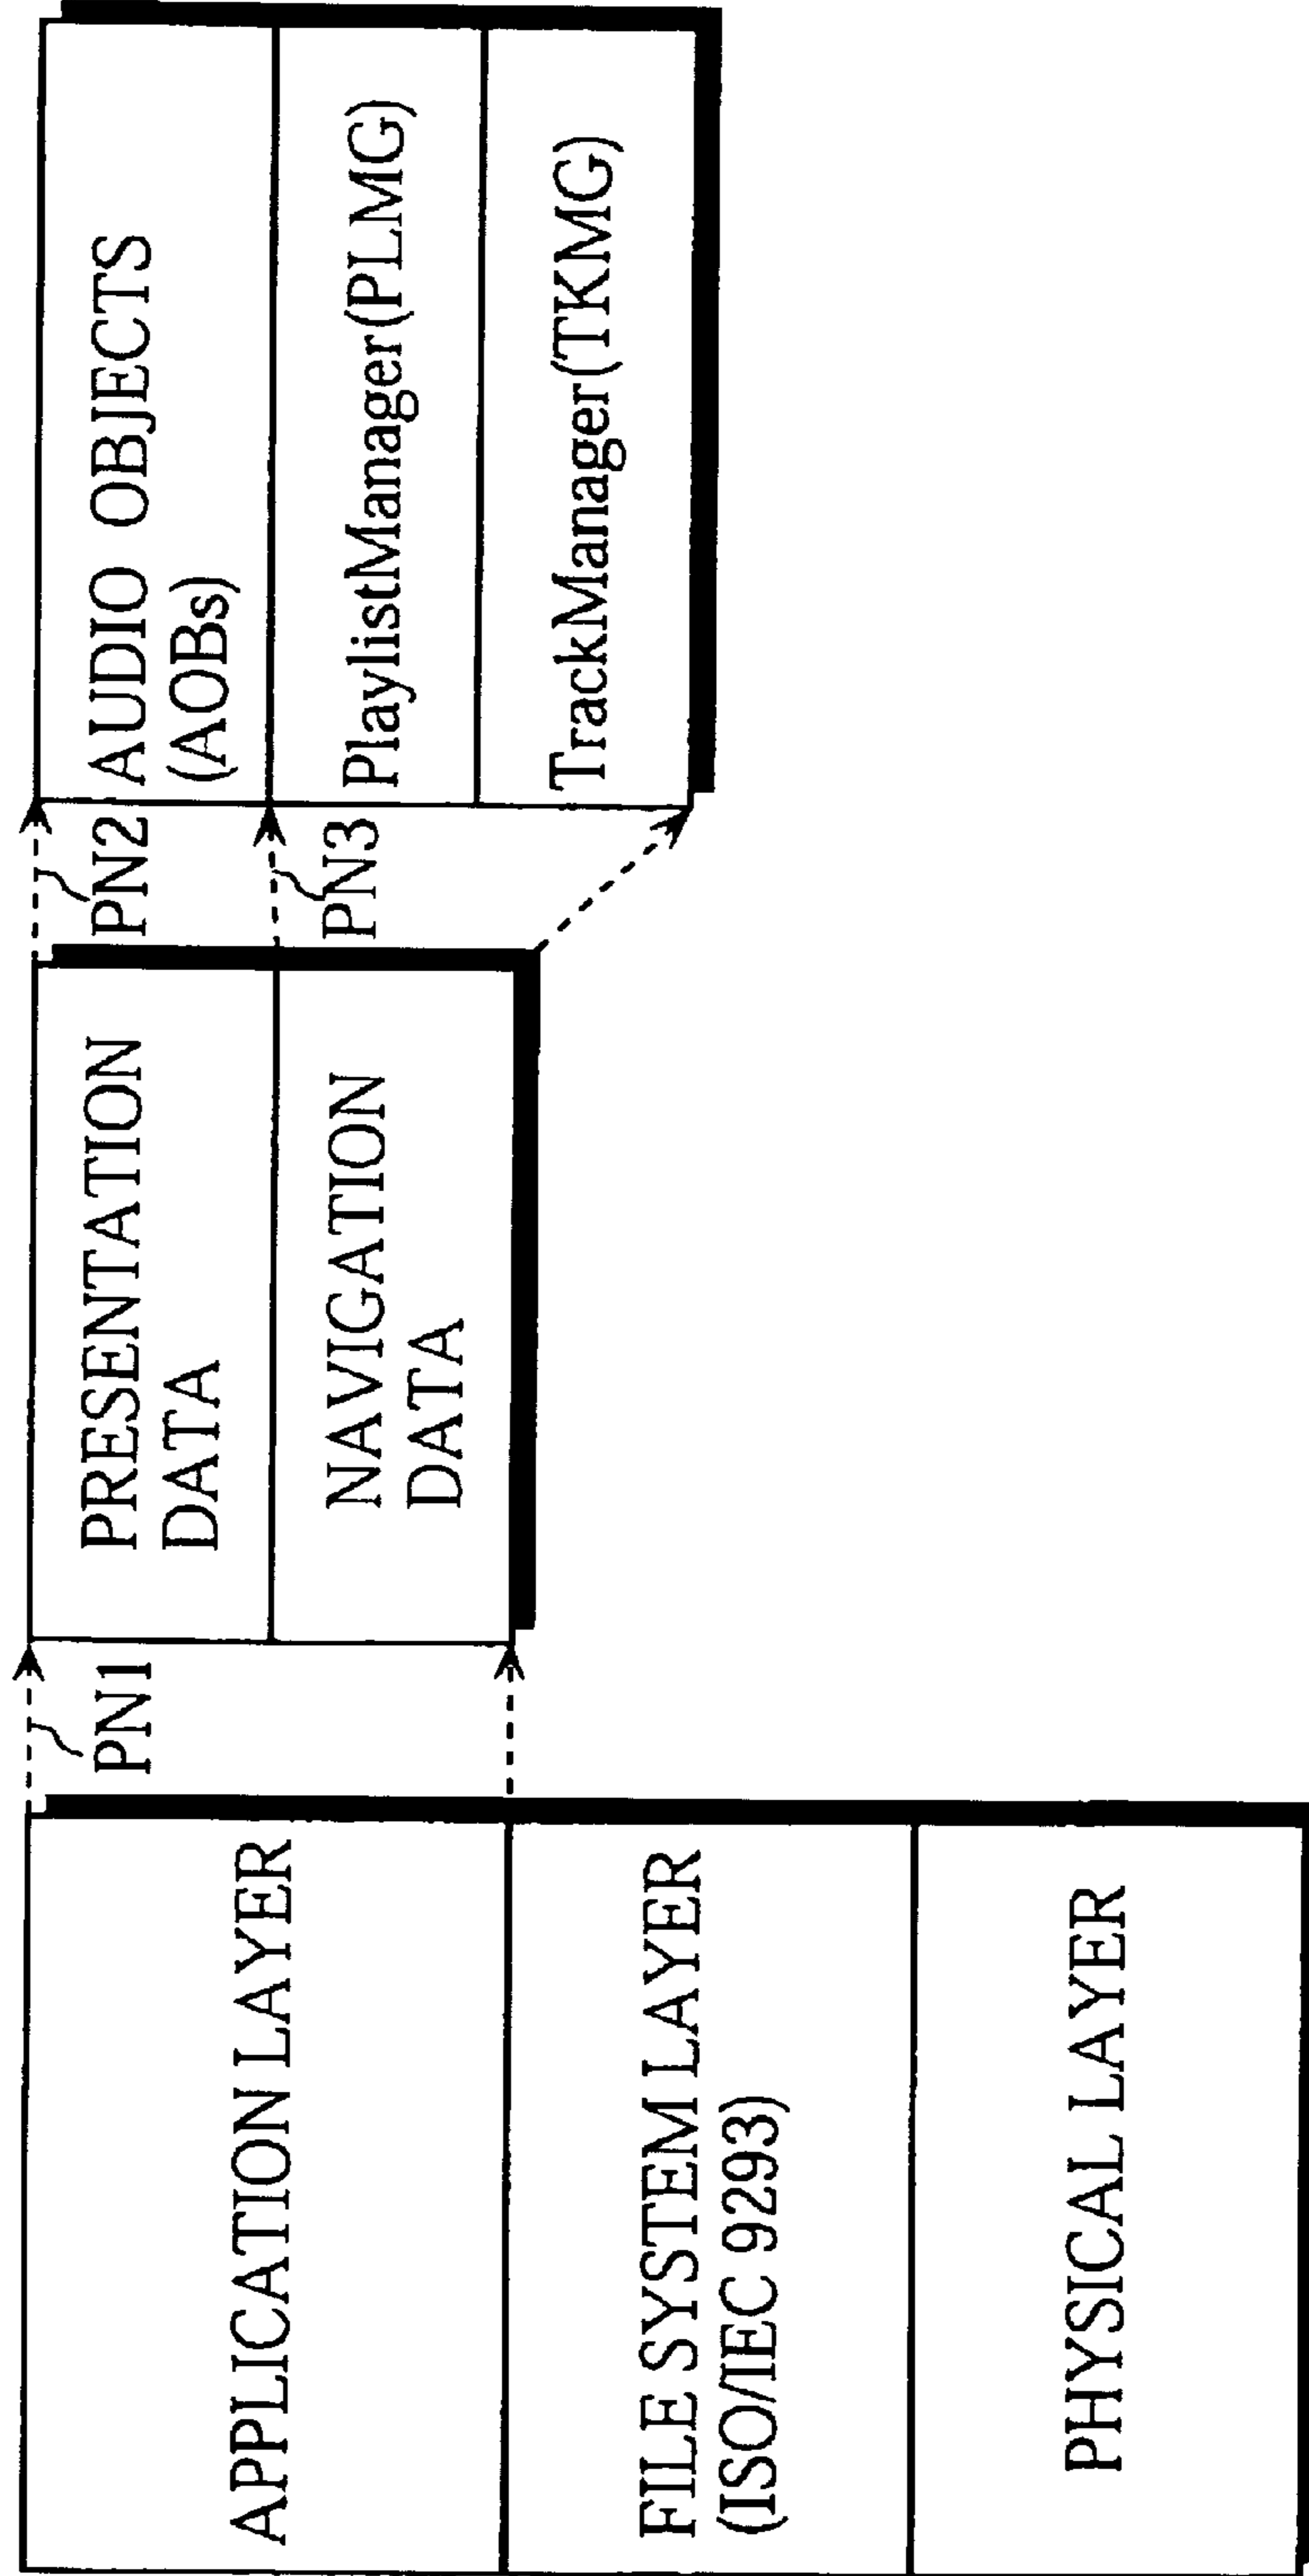 APPLICATION LAYER
FILE SYSTEM LAYER
(ISO/IEC 9293)
PHYSICAL LAYER
PN1
PRESENTATION
DATA
NAVIGATION
DATA
PN2
PN3
AUDIO OBJECTS
(AOBs)
PlaylistManager(PLMG)
TrackManager(TKMG)